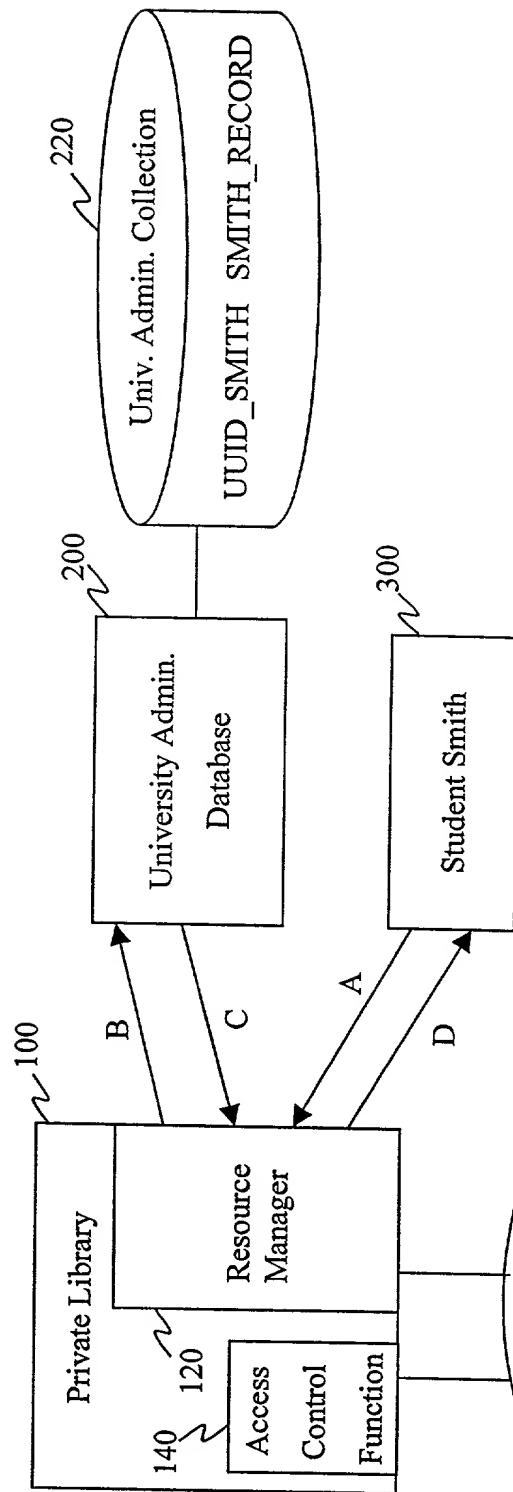 100
Private Library
Resource
Manager
120
140
Access
Control
Function
B
C
A
D
200
University Admin.
Database
300
Student Smith
220
Univ. Admin. Collection
UUID_SMITH SMITH_RECORD